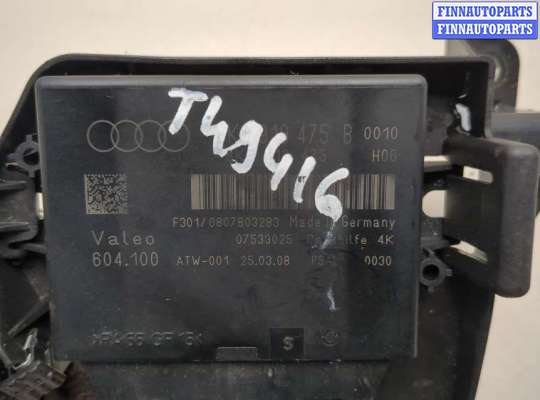 FINNAUTOPARTS
FINNAUTOPARTS
T49416
475 B 0010
H06
F301/0807803283 Made in Germany
Valeo 07533025 4K
604.100 ATW-001 25.03.08 0030
S